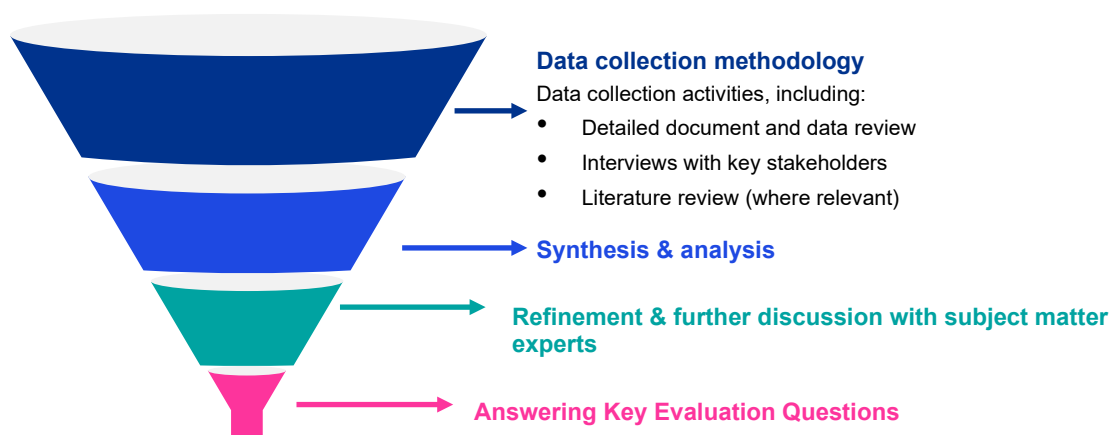 Data collection methodology
Data collection activities, including:
• Detailed document and data review
• Interviews with key stakeholders
• Literature review (where relevant)
Synthesis & analysis
Refinement & further discussion with subject matter
experts
Answering Key Evaluation Questions